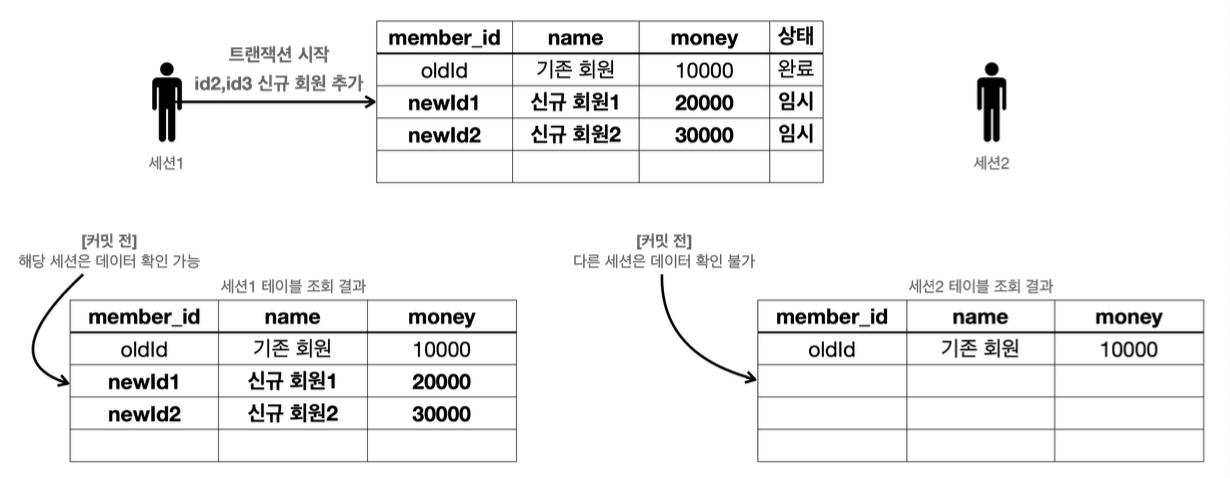 트랜잭션 시작
id2,id3 신규 회원 추가
세션1
member_id name money 상태
oldId 기존 회원 10000 완료
newId1 신규 회원1 20000 임시
newId2 신규 회원2 30000 임시
세션2
[커밋 전]
해당 세션은 데이터 확인 가능
세션1 테이블 조회 결과
member_id name money
oldId 기존 회원 10000
newId1 신규 회원1 20000
newId2 신규 회원2 30000
[커밋 전]
다른 세션은 데이터 확인 불가
세션2 테이블 조회 결과
member_id name money
oldId 기존 회원 10000